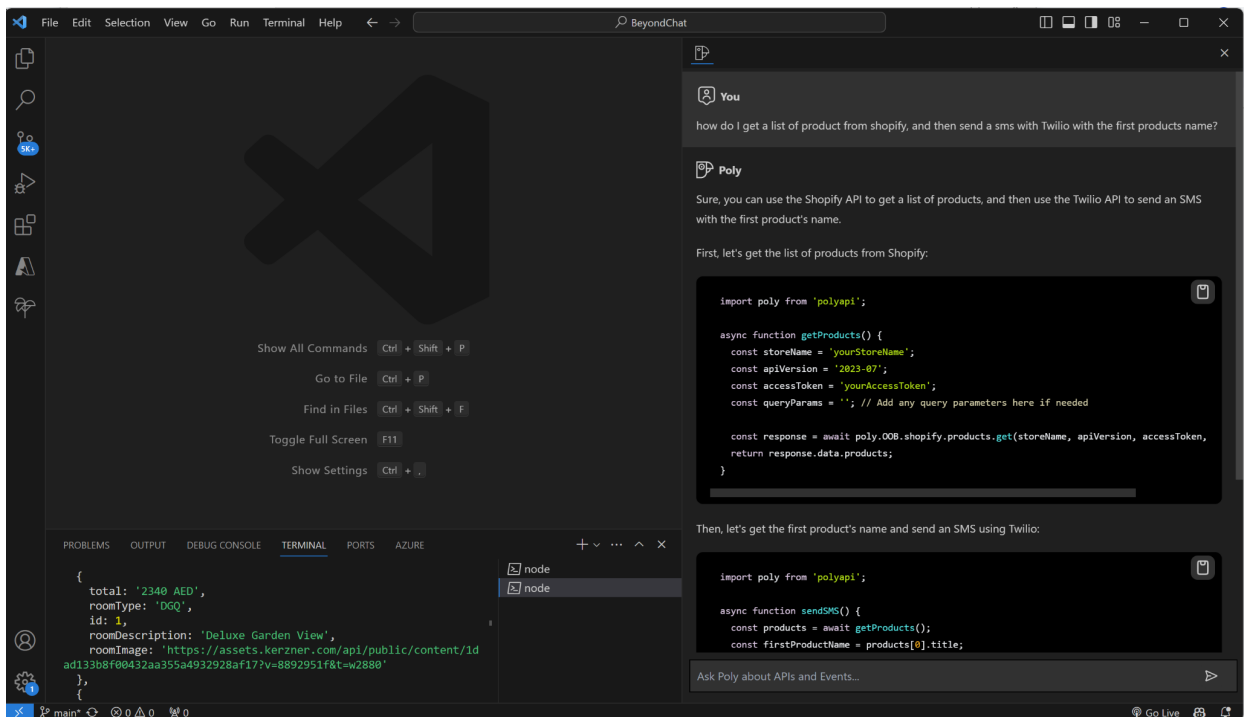 File Edit Selection View Go Run Terminal Help
BeyondChat
5K+
Show All Commands Ctrl + Shift + P
Go to File Ctrl + P
Find in Files Ctrl + Shift + F
Toggle Full Screen F11
Show Settings Ctrl + ,
PROBLEMS OUTPUT DEBUG CONSOLE TERMINAL PORTS AZURE
{
total: '2340 AED',
roomType: 'DGQ',
id: 1,
roomDescription: 'Deluxe Garden View',
roomImage: 'https://assets.kerzner.com/api/public/content/1d
ad133b8f00432aa355a4932928af17?v=8892951f&t=w2880'
},
{
node
node
You
how do I get a list of product from shopify, and then send a sms with Twilio with the first products name?
Poly
Sure, you can use the Shopify API to get a list of products, and then use the Twilio API to send an SMS
with the first product's name.
First, let's get the list of products from Shopify:
import poly from 'polyapi';
async function getProducts() {
const storeName = 'yourStoreName';
const apiVersion = '2023-07';
const accessToken = 'yourAccessToken';
const queryParams = ''; // Add any query parameters here if needed
const response = await poly.OOB.shopify.products.get(storeName, apiVersion, accessToken,
return response.data.products;
}
Then, let's get the first product's name and send an SMS using Twilio:
import poly from 'polyapi';
async function sendSMS() {
const products = await getProducts();
const firstProductName = products[0].title;
Ask Poly about APIs and Events...
1
main* 0 0 0
Go Live